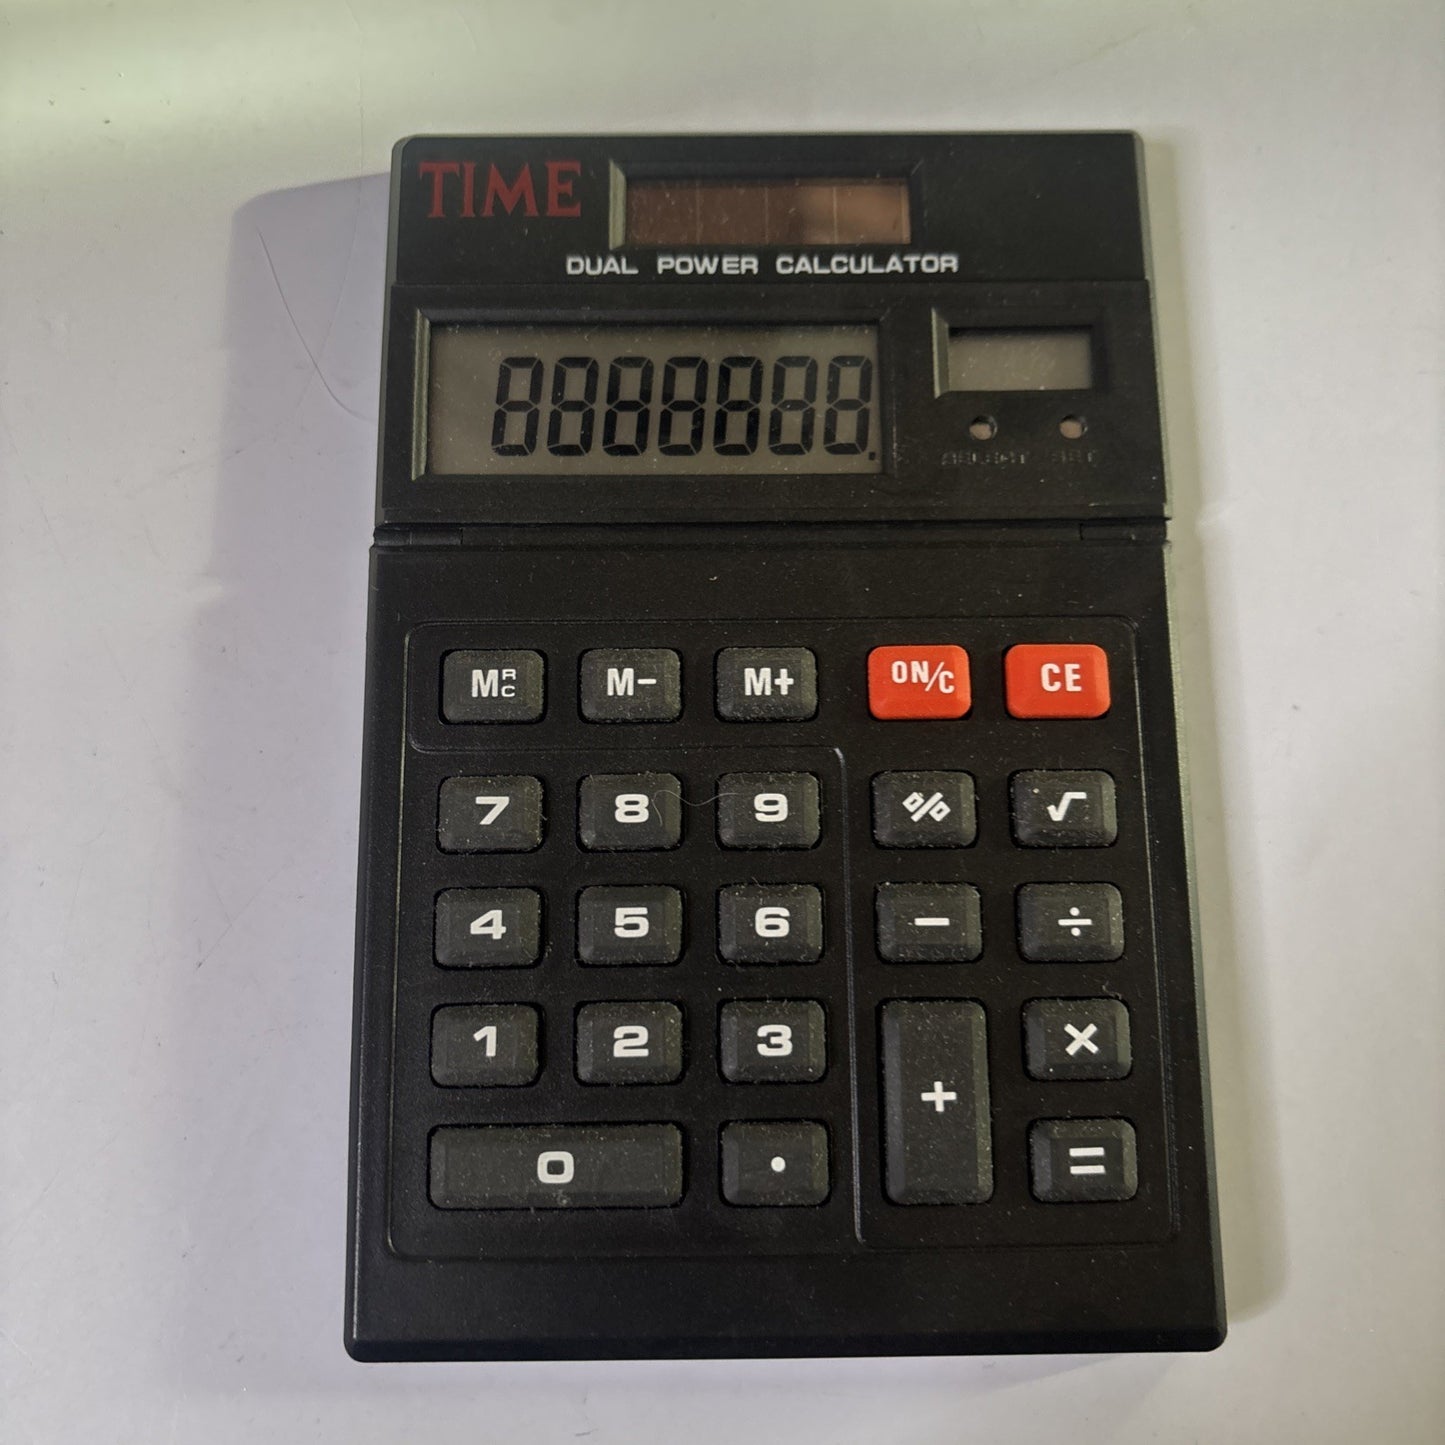 TIME
DUAL POWER CALCULATOR
8888888.
MRC M- M+ ON/C CE
7 8 9 % √
4 5 6 - ÷
1 2 3 + ×
0 . =